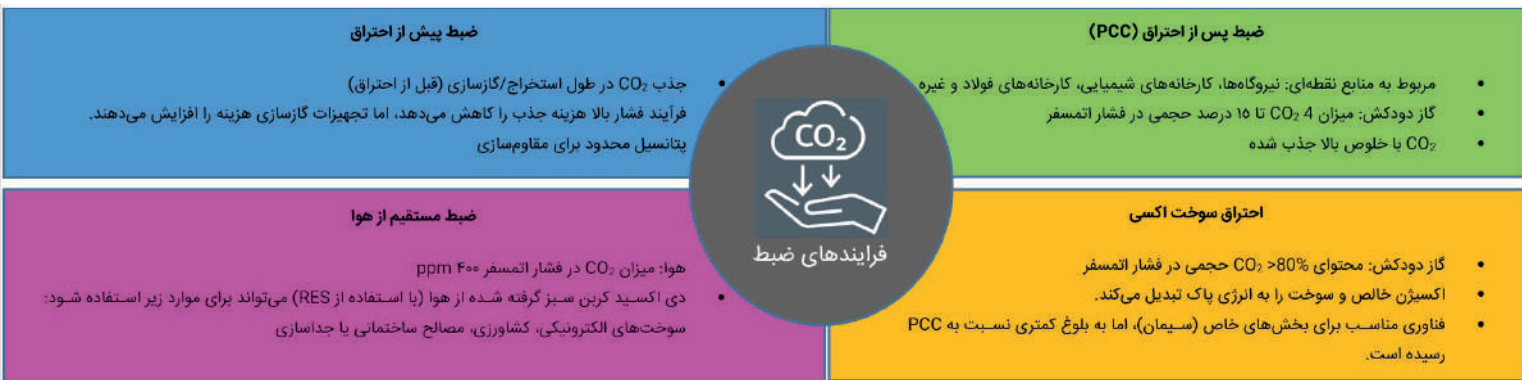 ضبط پس از احتراق (PCC)
• مربوط به منابع نقطه‌ای: نیروگاه‌ها، کارخانه‌های شیمیایی، کارخانه‌های فولاد و غیره
• گاز دودکش: میزان CO₂ 4 تا ۱۵ درصد حجمی در فشار اتمسفر
• CO₂ با خلوص بالا جذب شده
ضبط پیش از احتراق
• جذب CO₂ در طول استخراج/گازسازی (قبل از احتراق)
فرآیند فشار بالا هزینه جذب را کاهش می‌دهد، اما تجهیزات گازسازی هزینه را افزایش می‌دهند.
پتانسیل محدود برای مقاوم‌سازی
CO₂
فرایندهای ضبط
احتراق سوخت اکسی
• گاز دودکش: محتوای CO₂ >80% حجمی در فشار اتمسفر
• اکسیژن خالص و سوخت را به انرژی پاک تبدیل می‌کند.
• فناوری مناسب برای بخش‌های خاص (سیمان)، اما به بلوغ کمتری نسبت به PCC
رسیده است.
ضبط مستقیم از هوا
هوا: میزان CO₂ در فشار اتمسفر ۴۰۰ ppm
• دی اکسید کربن سبز گرفته شده از هوا (با استفاده از RES) می‌تواند برای موارد زیر استفاده شود:
سوخت‌های الکترونیکی، کشاورزی، مصالح ساختمانی یا جداسازی